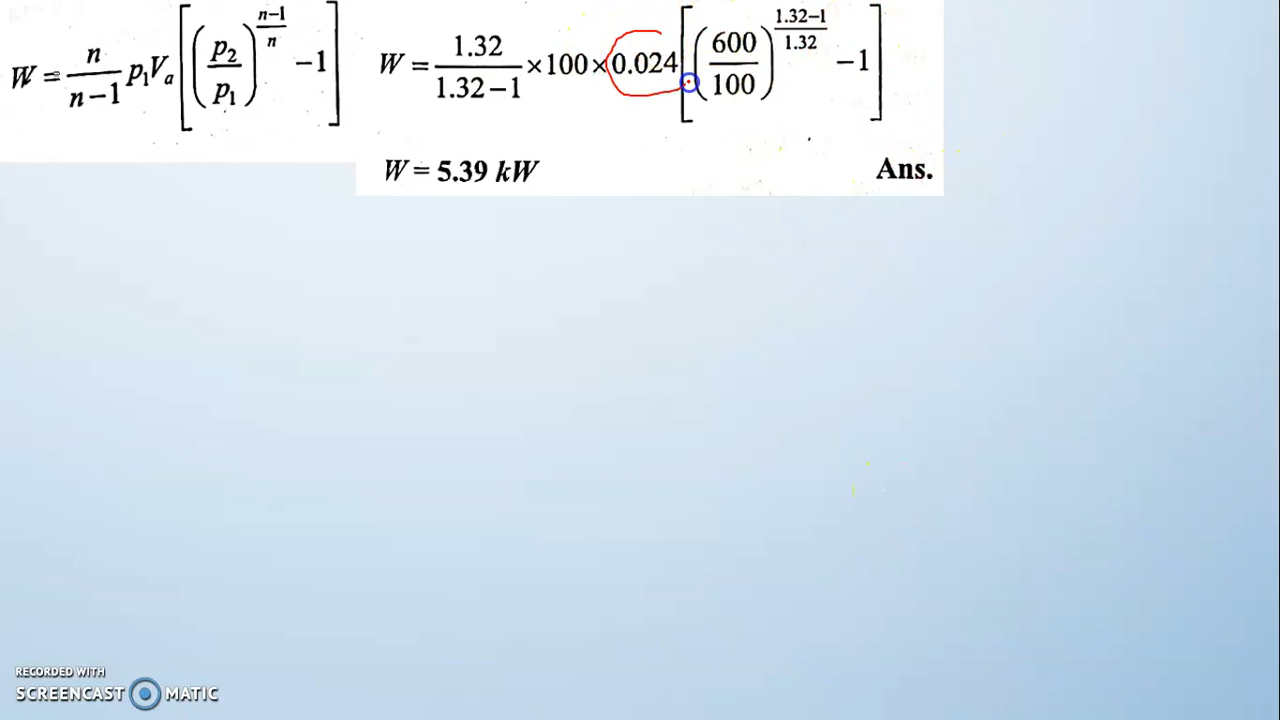 W = n/(n−1) p₁Vₐ [(p₂/p₁)^((n−1)/n) −1]
W = 1.32/(1.32−1) ×100×0.024[(600/100)^((1.32−1)/1.32) −1]
W = 5.39 kW Ans.
RECORDED WITH
SCREENCAST MATIC